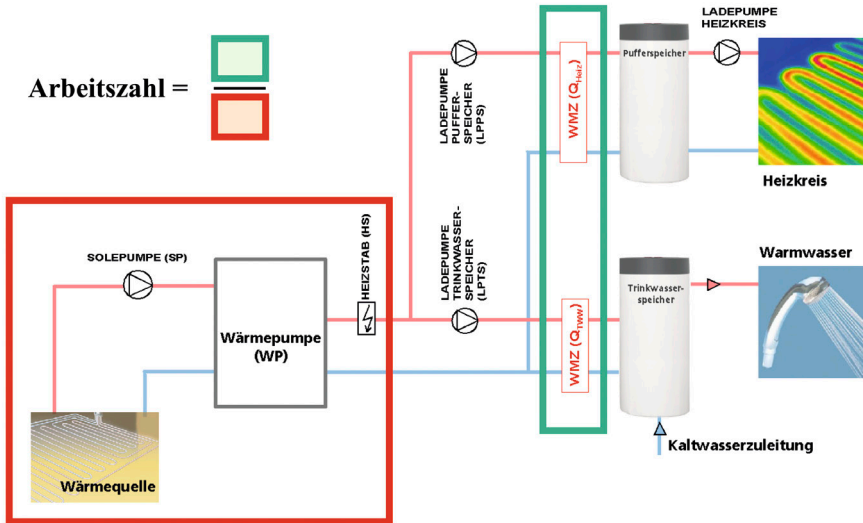 Arbeitszahl =
LADEPUMPE
PUFFER-
SPEICHER
(LPPS)
WMZ (QHeiz)
Pufferspeicher
LADEPUMPE
HEIZKREIS
Heizkreis
SOLEPUMPE (SP)
HEIZSTAB (HS)
LADEPUMPE
TRINKWASSER-
SPEICHER
(LPTS)
Wärmepumpe
(WP)
WMZ (QTWW)
Trinkwasser-
speicher
Warmwasser
Wärmequelle
Kaltwasserzuleitung